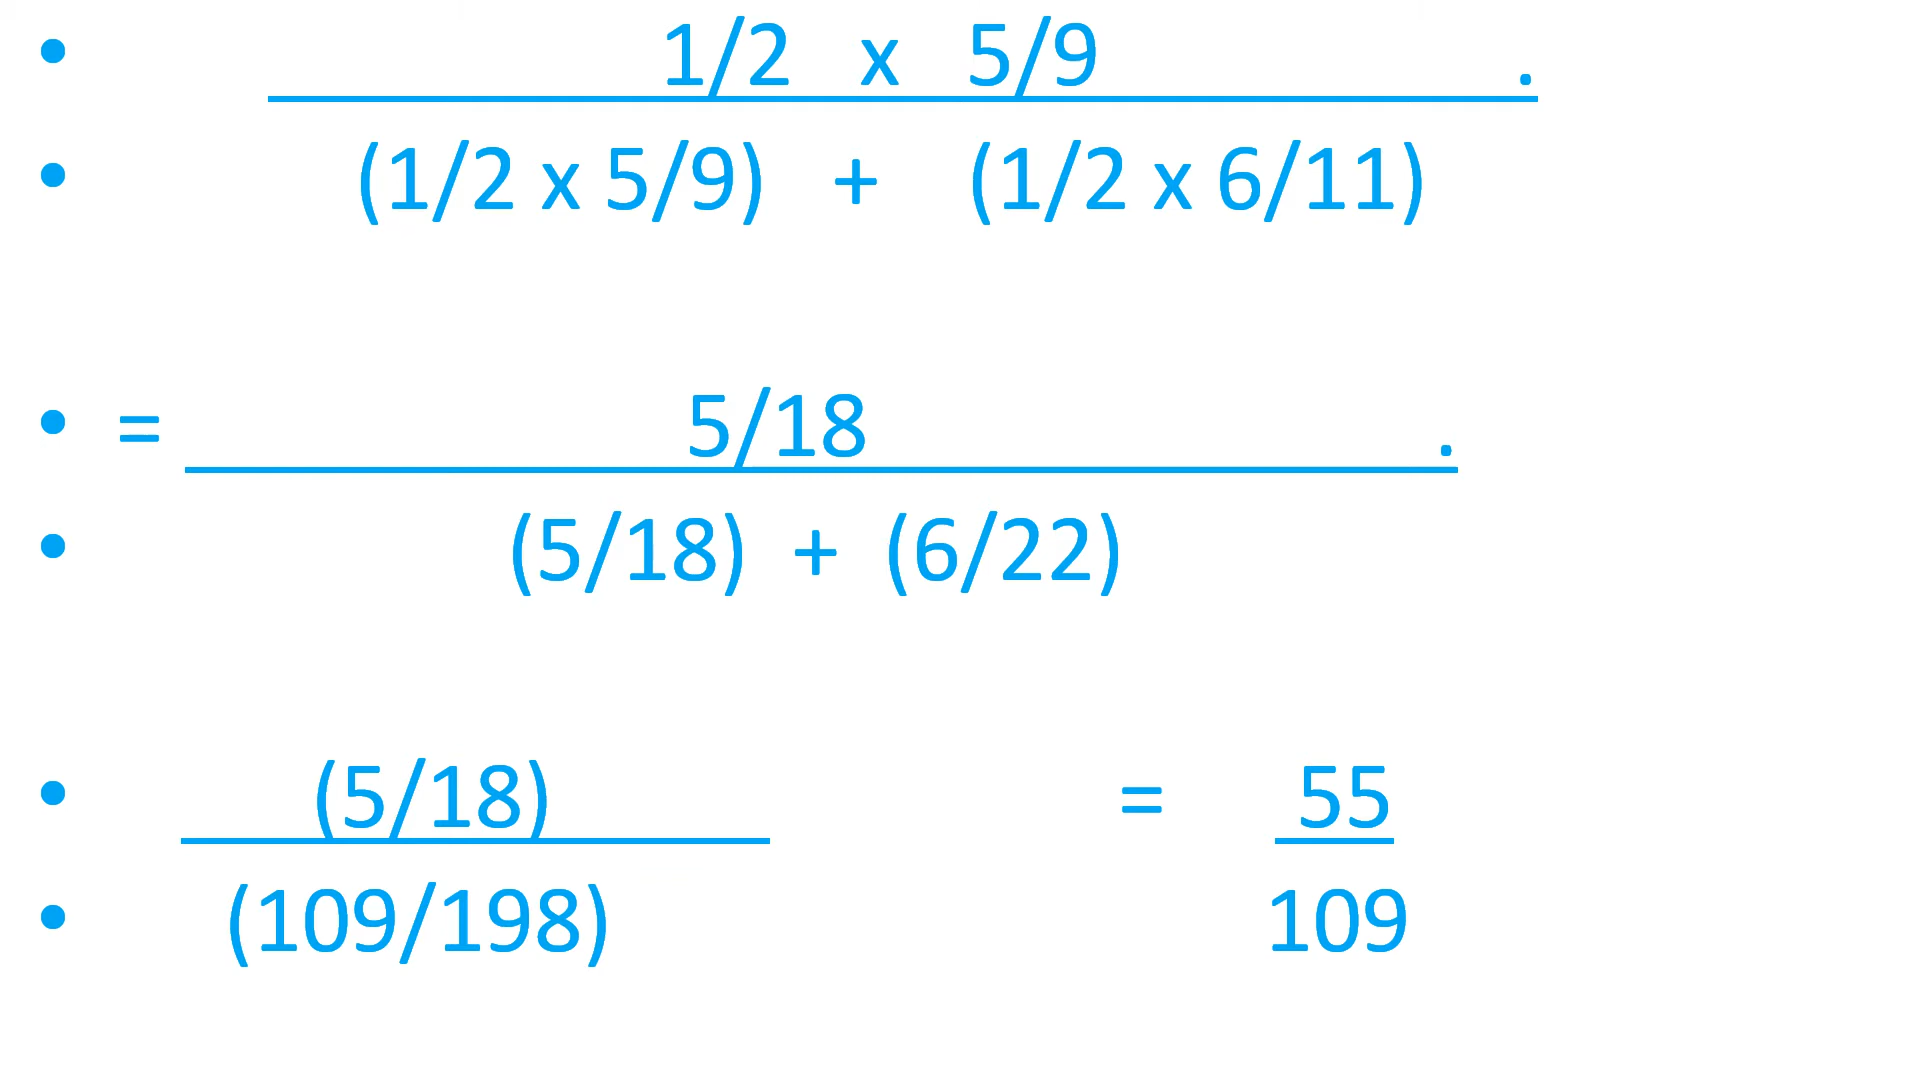 • 1/2 x 5/9 .
• (1/2 x 5/9) + (1/2 x 6/11)
• = 5/18 .
• (5/18) + (6/22)
• (5/18) = 55
• (109/198) 109